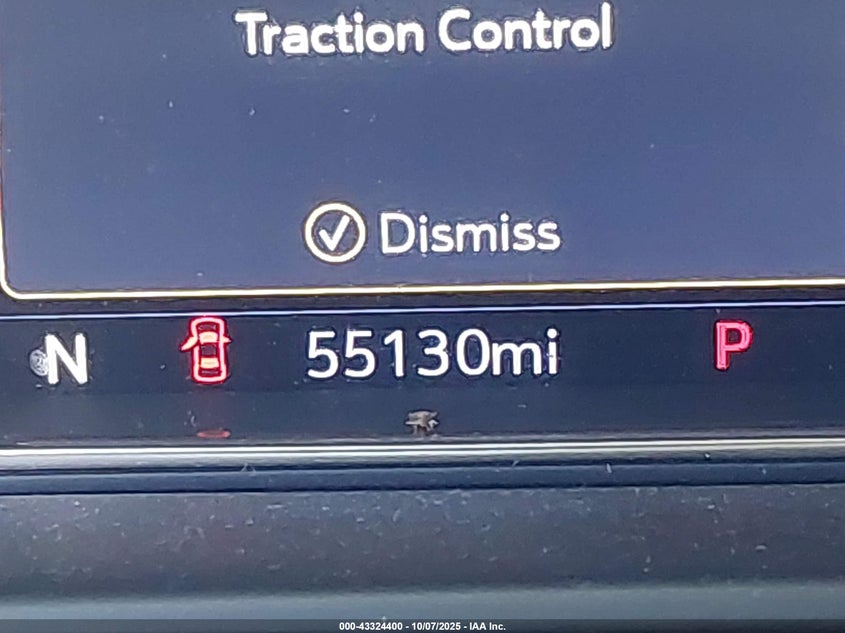 Traction Control
Dismiss
N 55130mi P
000-43324400 - 10/07/2025 - IAA Inc.